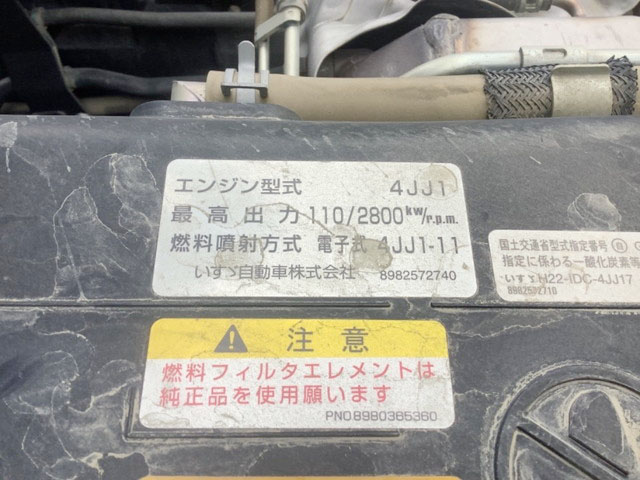 エンジン型式 4JJ1
最高出力 110/2800kw/r.p.m.
燃料噴射方式 電子式 4JJ1-11
いすゞ自動車株式会社 8982572740
国土交通省型式指定番号 R
指定に係わる一酸化炭素等
いすゞH22-IDC-4JJ17
8982572710
注意
燃料フィルタエレメントは
純正品を使用願います
PNO8980365360